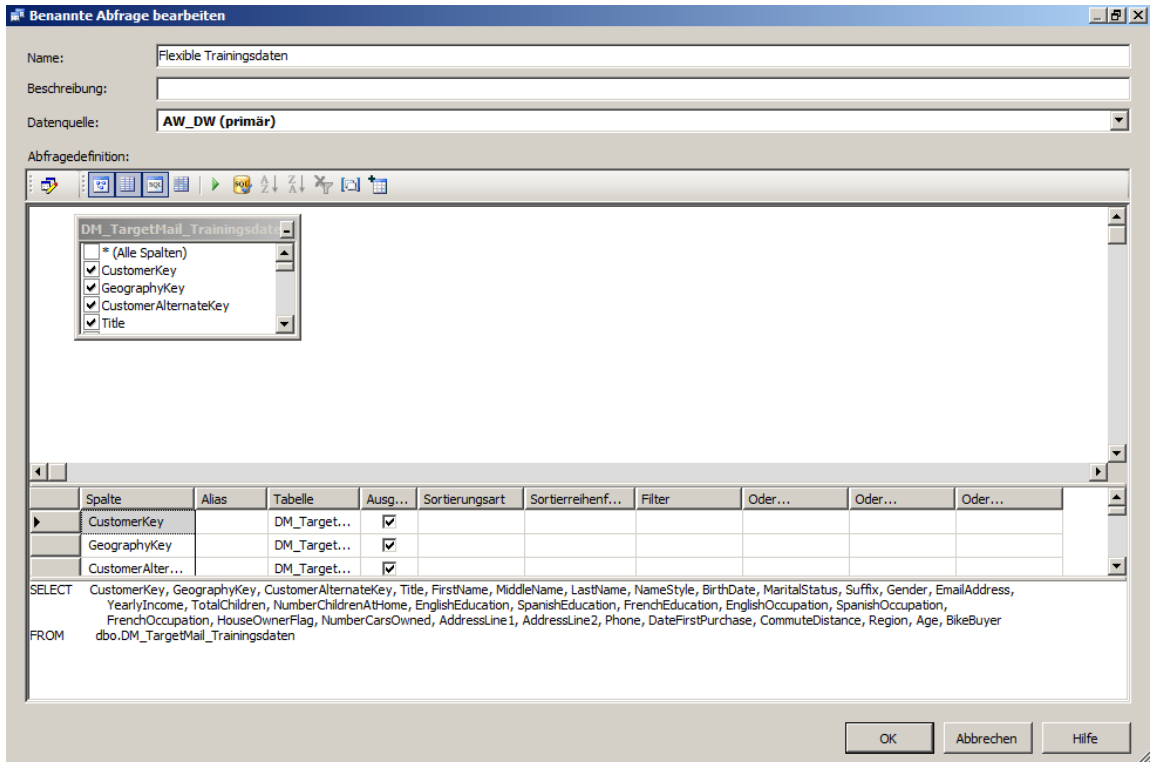 Benannte Abfrage bearbeiten
Name: Flexible Trainingsdaten
Beschreibung:
Datenquelle: AW_DW (primär)
Abfragedefinition:
SQL SQL A Z Z A
DM_TargetMail_Trainingsdate
* (Alle Spalten)
CustomerKey
GeographyKey
CustomerAlternateKey
Title
Spalte Alias Tabelle Ausg... Sortierungsart Sortierreihenf... Filter Oder... Oder... Oder...
CustomerKey DM_Target...
GeographyKey DM_Target...
CustomerAlter... DM_Target...
SELECT CustomerKey, GeographyKey, CustomerAlternateKey, Title, FirstName, MiddleName, LastName, NameStyle, BirthDate, MaritalStatus, Suffix, Gender, EmailAddress,
YearlyIncome, TotalChildren, NumberChildrenAtHome, EnglishEducation, SpanishEducation, FrenchEducation, EnglishOccupation, SpanishOccupation,
FrenchOccupation, HouseOwnerFlag, NumberCarsOwned, AddressLine1, AddressLine2, Phone, DateFirstPurchase, CommuteDistance, Region, Age, BikeBuyer
FROM dbo.DM_TargetMail_Trainingsdaten
OK Abbrechen Hilfe